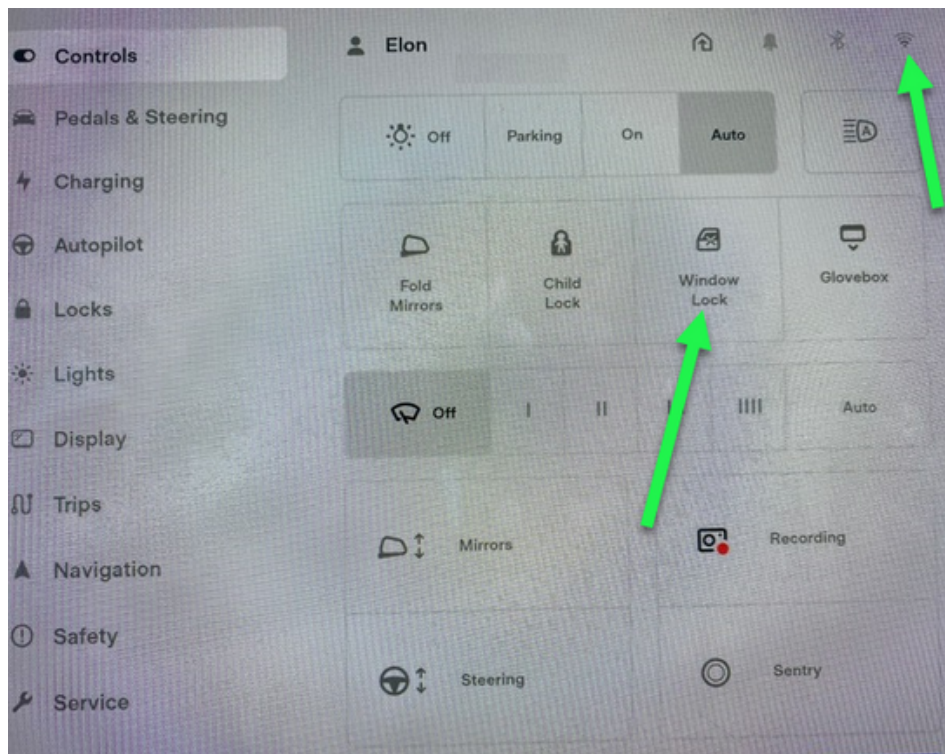 Controls
Pedals & Steering
Charging
Autopilot
Locks
Lights
Display
Trips
Navigation
Safety
Service
Elon
Off Parking On Auto
A
Fold
Mirrors
Child
Lock
Window
Lock
Glovebox
Off I II IIII Auto
Mirrors
Recording
Steering
Sentry